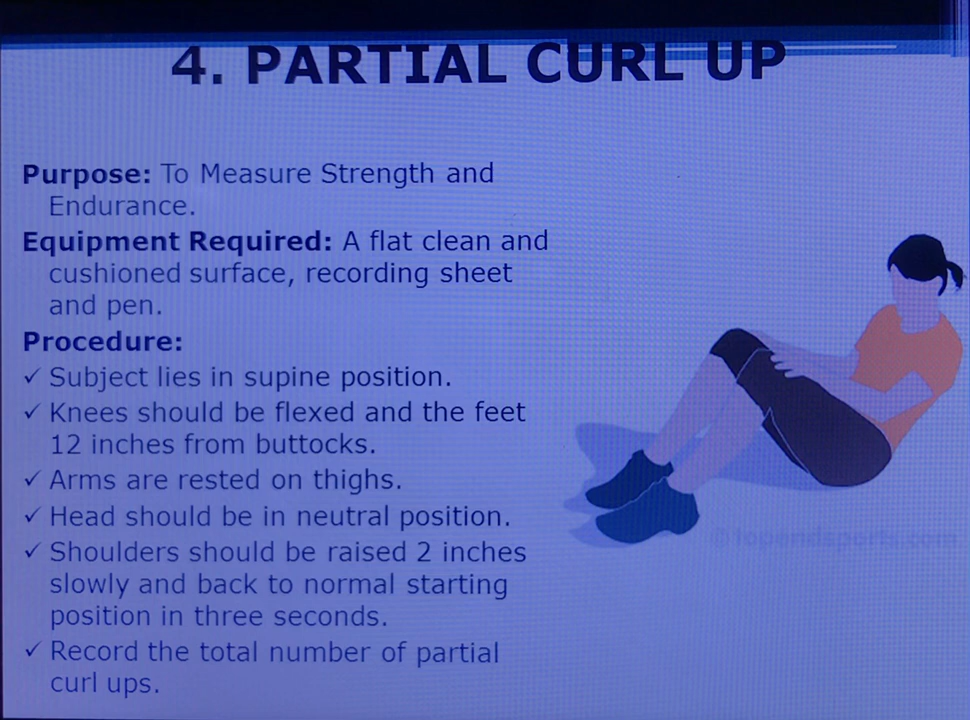 4. PARTIAL CURL UP
Purpose: To Measure Strength and
Endurance.
Equipment Required: A flat clean and
cushioned surface, recording sheet
and pen.
Procedure:
✓ Subject lies in supine position.
✓ Knees should be flexed and the feet
12 inches from buttocks.
✓ Arms are rested on thighs.
✓ Head should be in neutral position.
✓ Shoulders should be raised 2 inches
slowly and back to normal starting
position in three seconds.
✓ Record the total number of partial
curl ups.
©topendsports.com